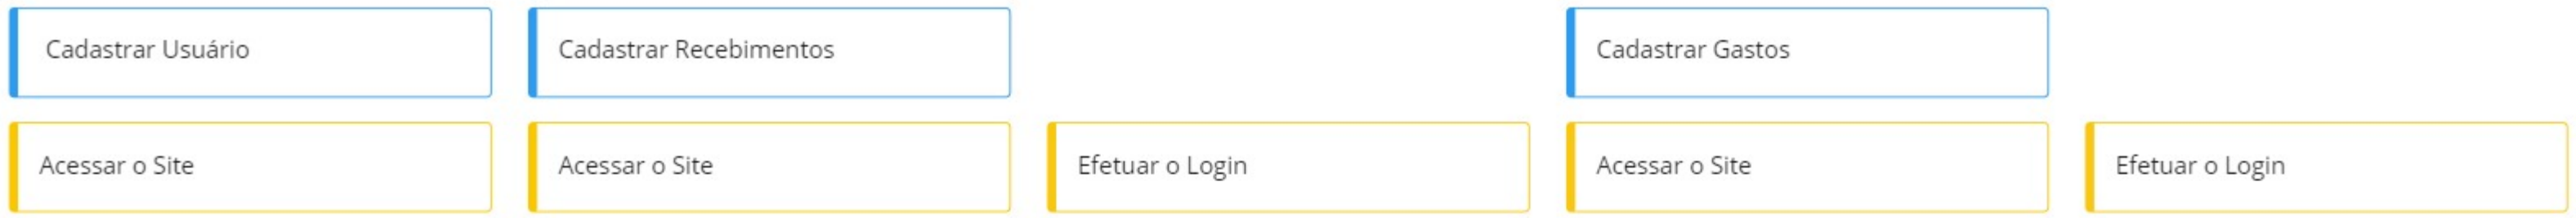 Cadastrar Usuário
Cadastrar Recebimentos
Cadastrar Gastos
Acessar o Site
Acessar o Site
Efetuar o Login
Acessar o Site
Efetuar o Login